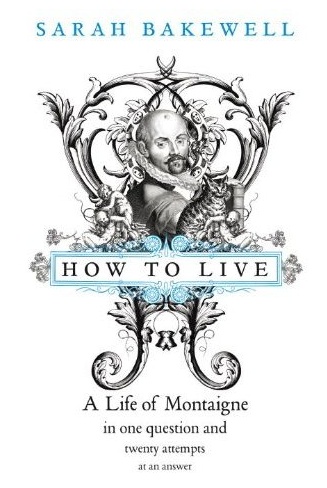 SARAH BAKEWELL
HOW TO LIVE
A Life of Montaigne
in one question and
twenty attempts
at an answer